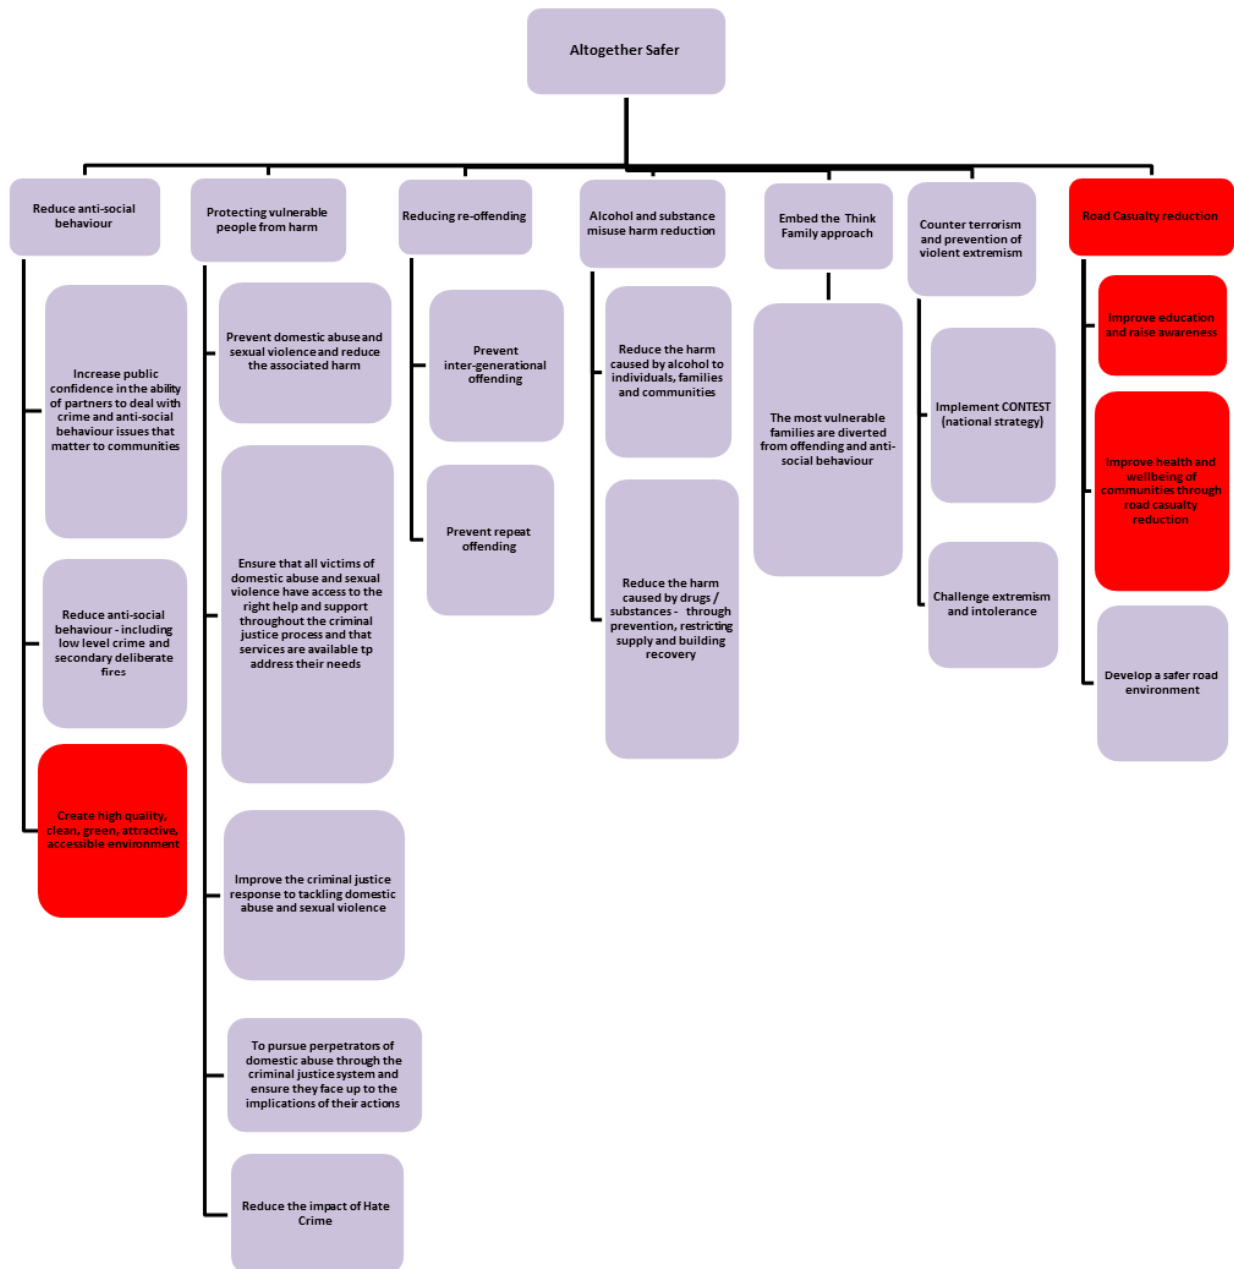 Altogether Safer
Reduce anti-social
behaviour
Increase public
confidence in the ability
of partners to deal with
crime and anti-social
behaviour issues that
matter to communities
Reduce anti-social
behaviour - including
low level crime and
secondary deliberate
fires
Create high quality,
clean, green, attractive,
accessible environment
Protecting vulnerable
people from harm
Prevent domestic abuse and
sexual violence and reduce
the associated harm
Ensure that all victims of
domestic abuse and sexual
violence have access to the
right help and support
throughout the criminal
justice process and that
services are available tp
address their needs
Improve the criminal justice
response to tackling domestic
abuse and sexual violence
To pursue perpetrators of
domestic abuse through the
criminal justice system and
ensure they face up to the
implications of their actions
Reduce the impact of Hate
Crime
Reducing re-offending
Prevent
inter-generational
offending
Prevent repeat
offending
Alcohol and substance
misuse harm reduction
Reduce the harm
caused by alcohol to
individuals, families
and communities
Reduce the harm
caused by drugs /
substances - through
prevention, restricting
supply and building
recovery
Embed the Think
Family approach
The most vulnerable
families are diverted
from offending and anti-
social behaviour
Counter terrorism
and prevention of
violent extremism
Implement CONTEST
(national strategy)
Challenge extremism
and intolerance
Road Casualty reduction
Improve education
and raise awareness
Improve health and
wellbeing of
communities through
road casualty
reduction
Develop a safer road
environment